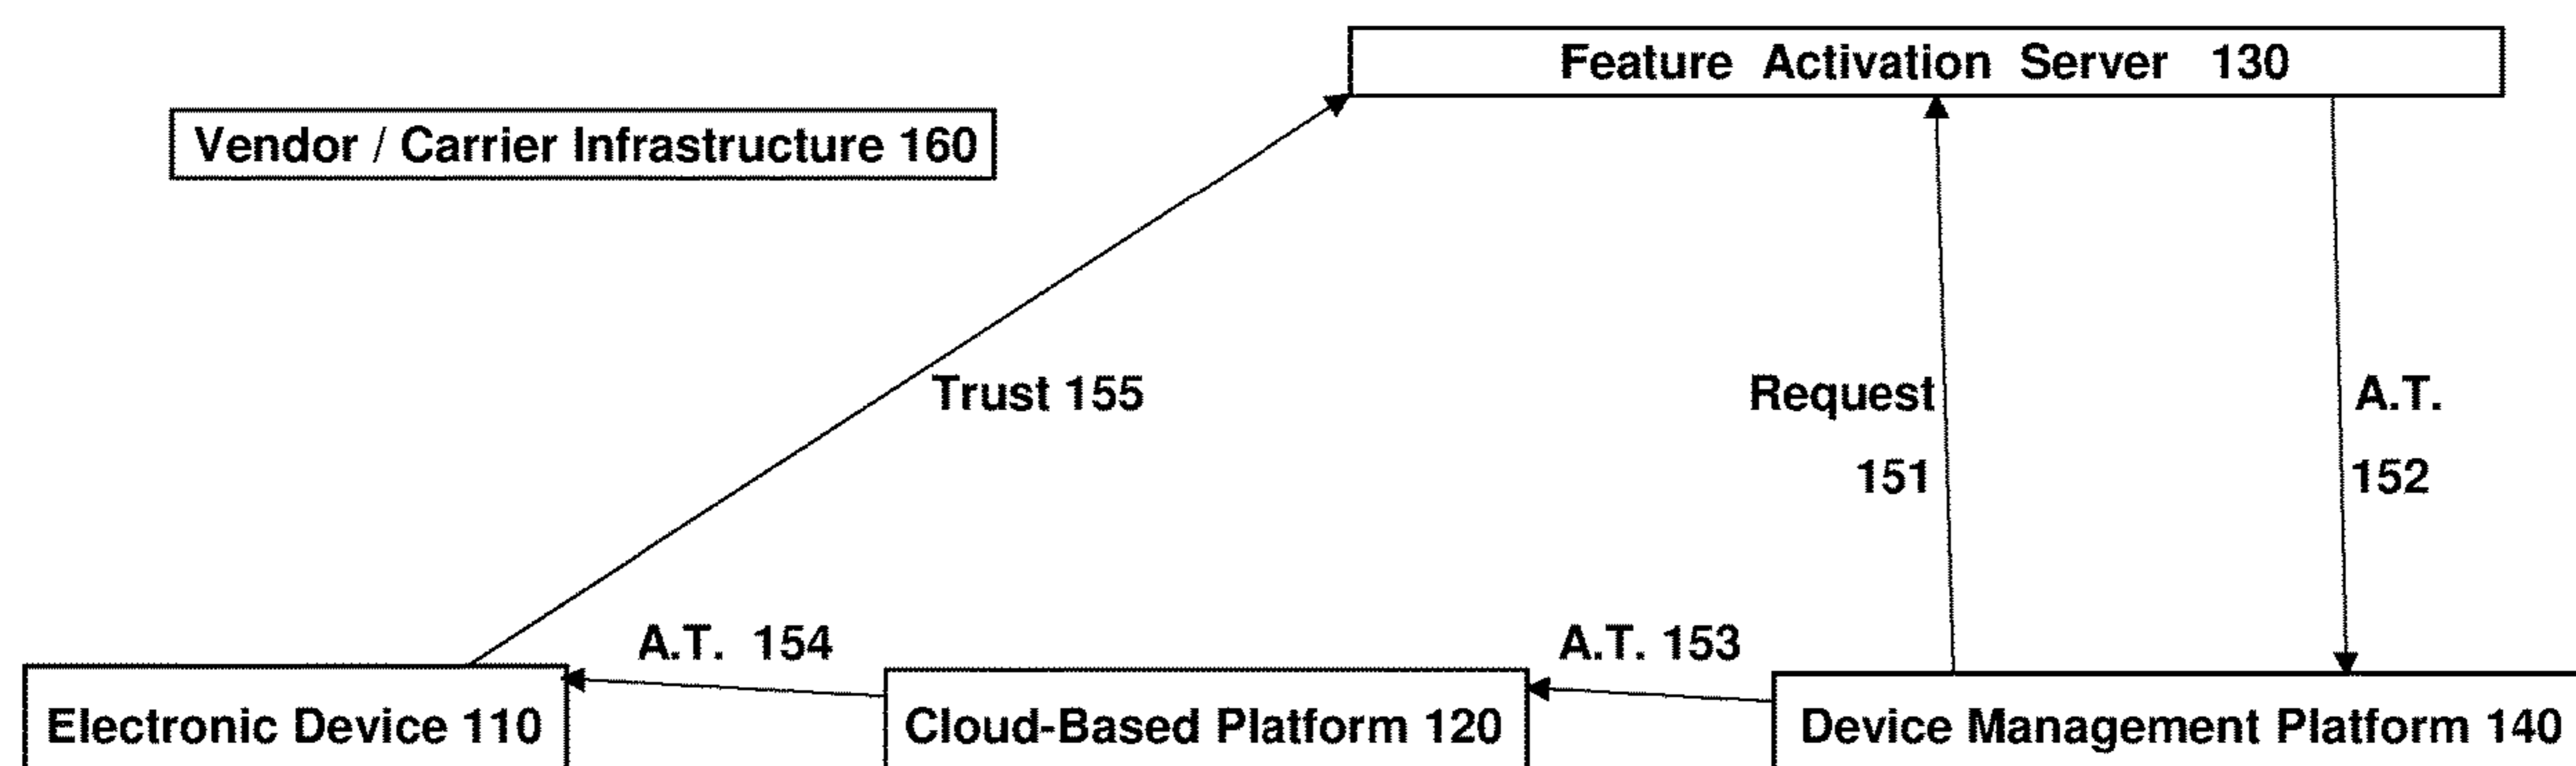 Feature Activation Server 130
Vendor / Carrier Infrastructure 160
Trust 155
Request
151
A.T.
152
A.T. 154
A.T. 153
Electronic Device 110
Cloud-Based Platform 120
Device Management Platform 140